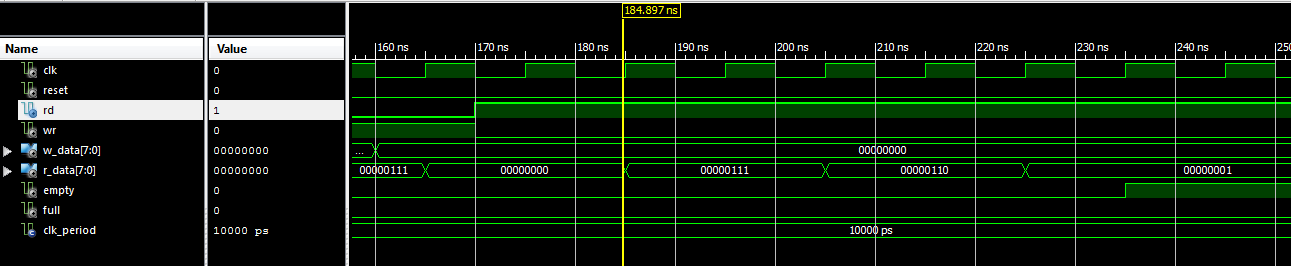 184.897 ns
Name Value 160 ns 170 ns 180 ns 190 ns 200 ns 210 ns 220 ns 230 ns 240 ns 250
clk 0
reset 0
rd 1
wr 0
w_data[7:0] 00000000 ... 00000000
r_data[7:0] 00000000 00000111 00000000 00000111 00000110 00000001
empty 0
full 0
clk_period 10000 ps 10000 ps